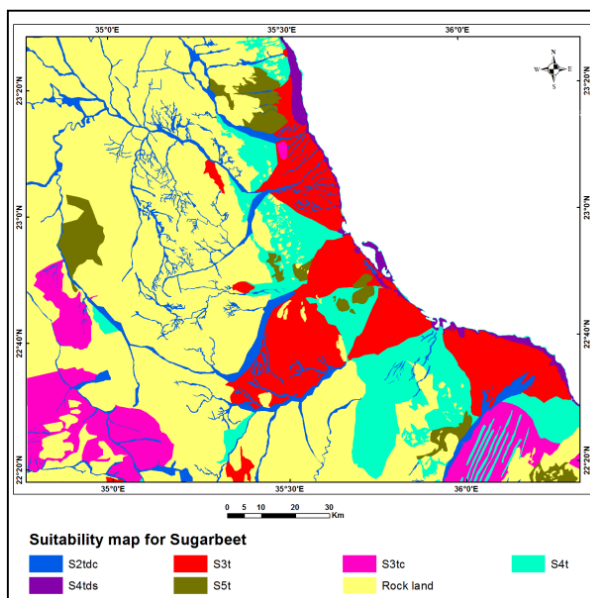 35°0'E 35°30'E 36°0'E
N
W E
S
23°20'N 23°20'N
23°0'N 23°0'N
22°40'N 22°40'N
22°20'N 22°20'N
35°0'E 35°30'E 36°0'E
0 5 10 20 30
Km
Suitability map for Sugarbeet
S2tdc S3t S3tc S4t
S4tds S5t Rock land